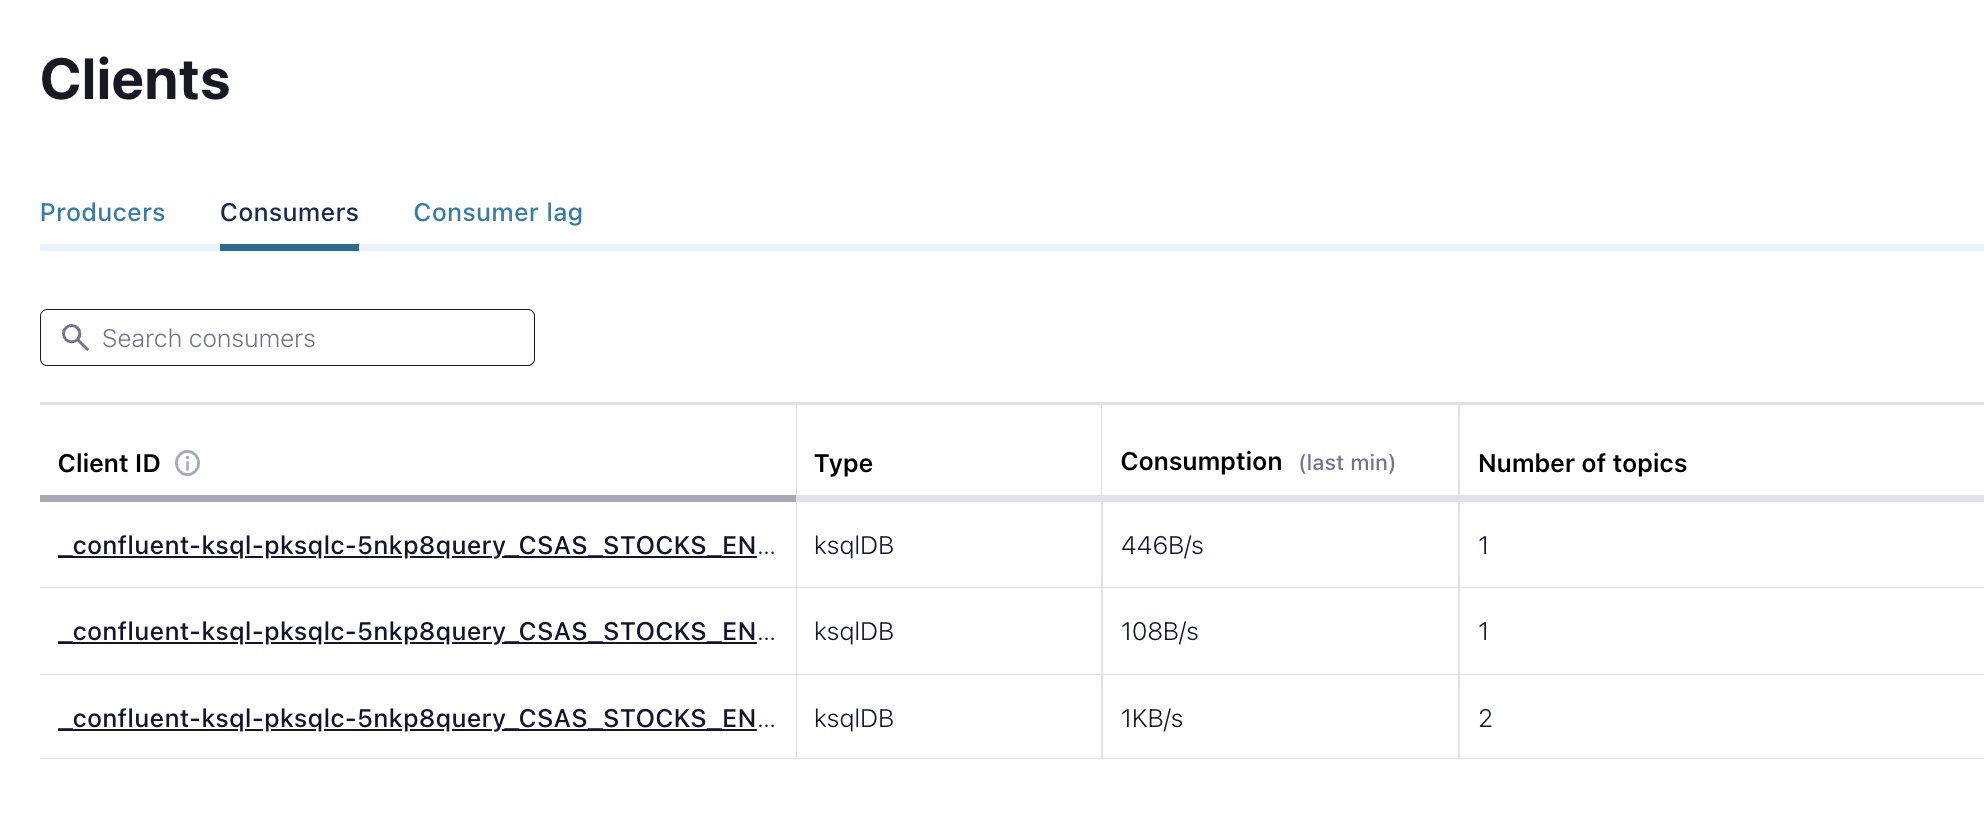 Clients
Producers Consumers Consumer lag
Search consumers
Client ID Type Consumption (last min) Number of topics
_confluent-ksql-pksqlc-5nkp8query_CSAS_STOCKS_EN... ksqlDB 446B/s 1
_confluent-ksql-pksqlc-5nkp8query_CSAS_STOCKS_EN... ksqlDB 108B/s 1
_confluent-ksql-pksqlc-5nkp8query_CSAS_STOCKS_EN... ksqlDB 1KB/s 2